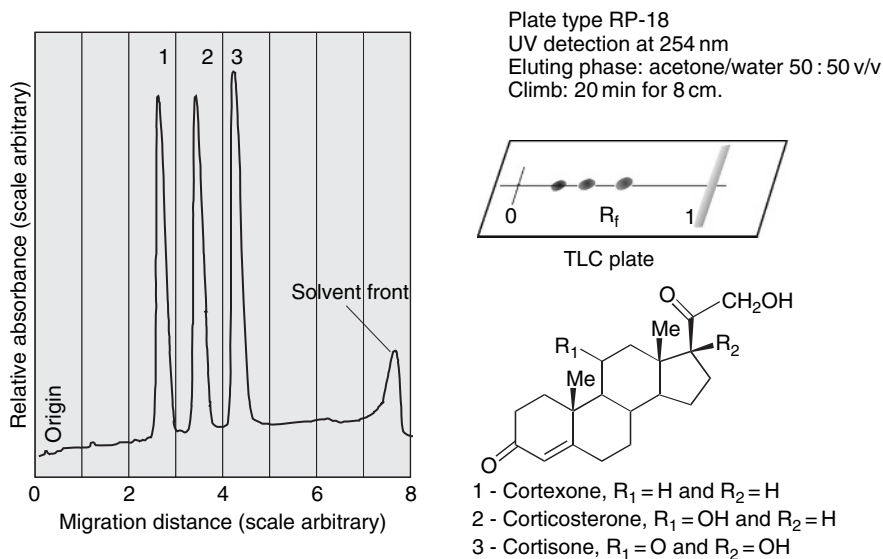 1 2 3
Relative absorbance (scale arbitrary)
Origin
Solvent front
0 2 4 6 8
Migration distance (scale arbitrary)
Plate type RP-18
UV detection at 254 nm
Eluting phase: acetone/water 50 : 50 v/v
Climb: 20 min for 8 cm.
0 Rf 1
TLC plate
O
CH₂OH
Me
R₁
R₂
Me
O
1 - Cortexone, R₁ = H and R₂ = H
2 - Corticosterone, R₁ = OH and R₂ = H
3 - Cortisone, R₁ = O and R₂ = OH